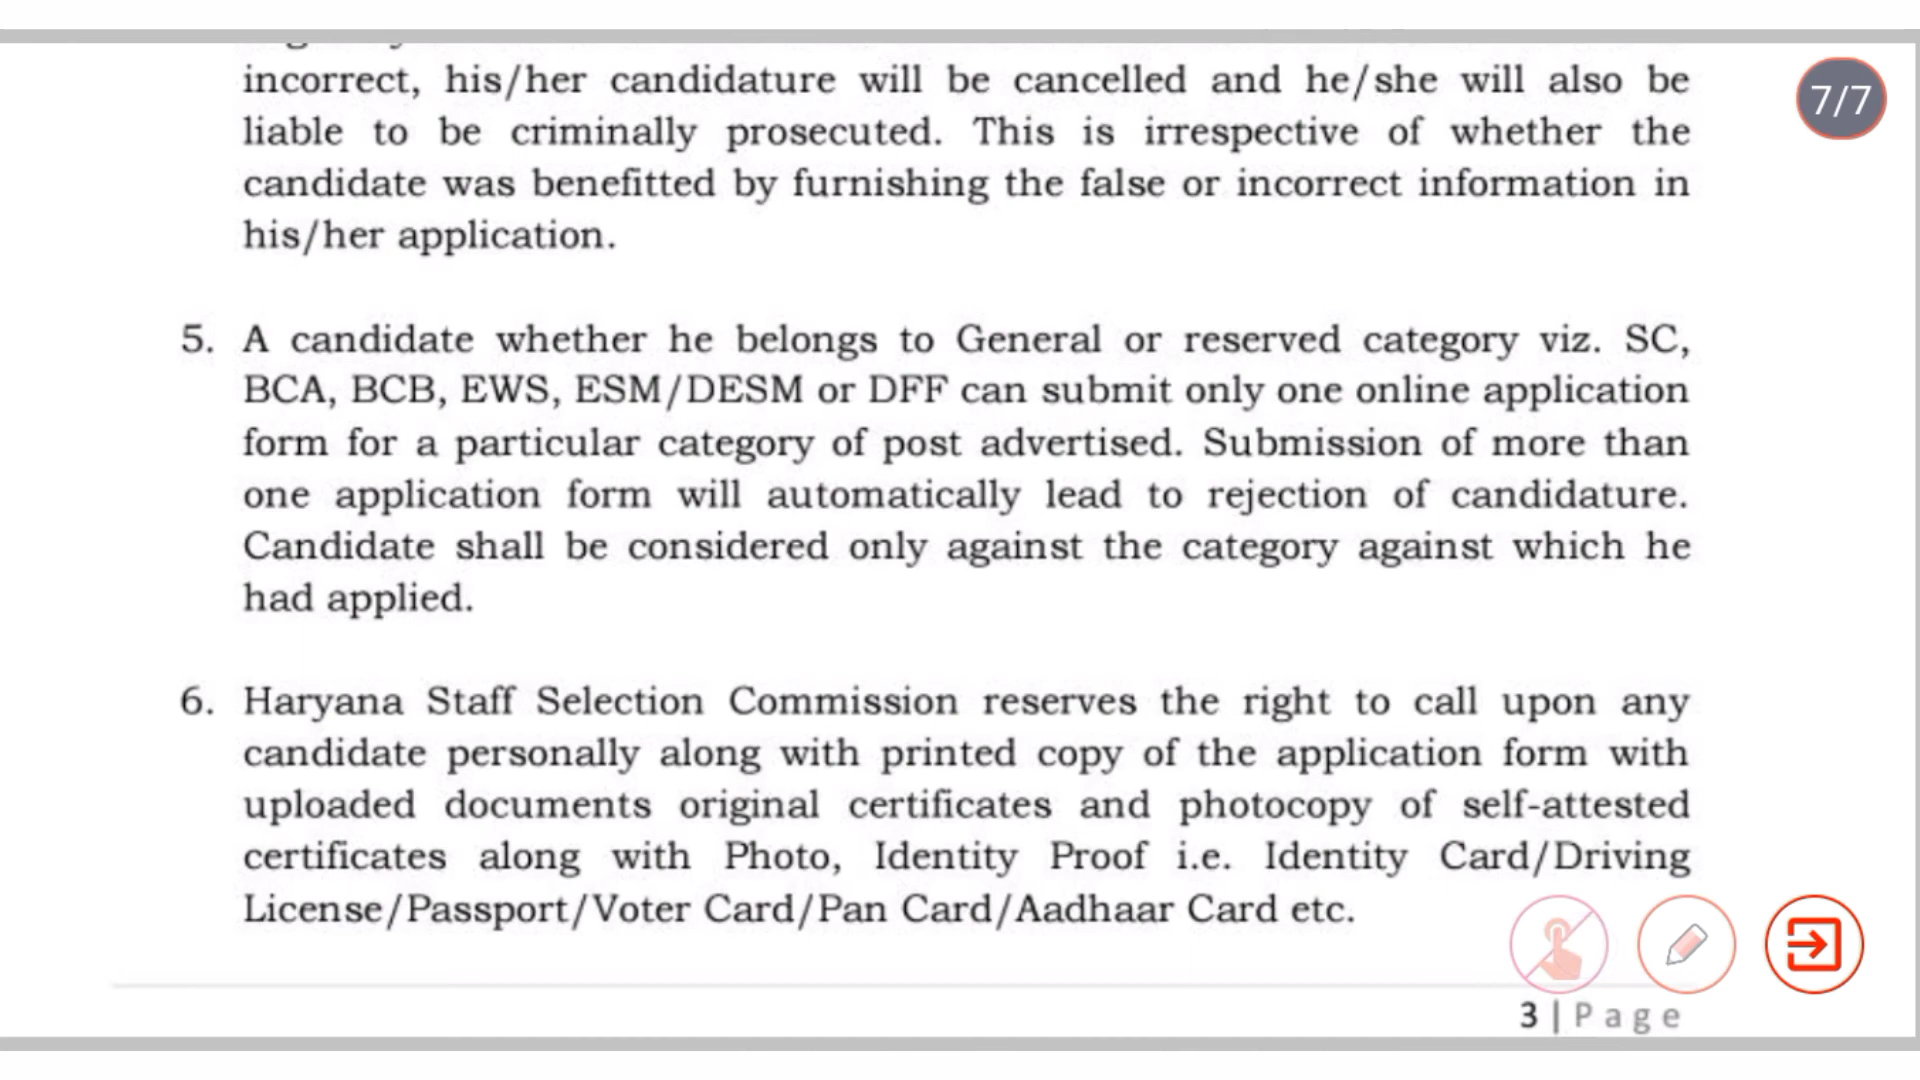 incorrect, his/her candidature will be cancelled and he/she will also be
liable to be criminally prosecuted. This is irrespective of whether the
candidate was benefitted by furnishing the false or incorrect information in
his/her application.
5. A candidate whether he belongs to General or reserved category viz. SC,
BCA, BCB, EWS, ESM/DESM or DFF can submit only one online application
form for a particular category of post advertised. Submission of more than
one application form will automatically lead to rejection of candidature.
Candidate shall be considered only against the category against which he
had applied.
6. Haryana Staff Selection Commission reserves the right to call upon any
candidate personally along with printed copy of the application form with
uploaded documents original certificates and photocopy of self-attested
certificates along with Photo, Identity Proof i.e. Identity Card/Driving
License/Passport/Voter Card/Pan Card/Aadhaar Card etc.
3 | Page
7/7